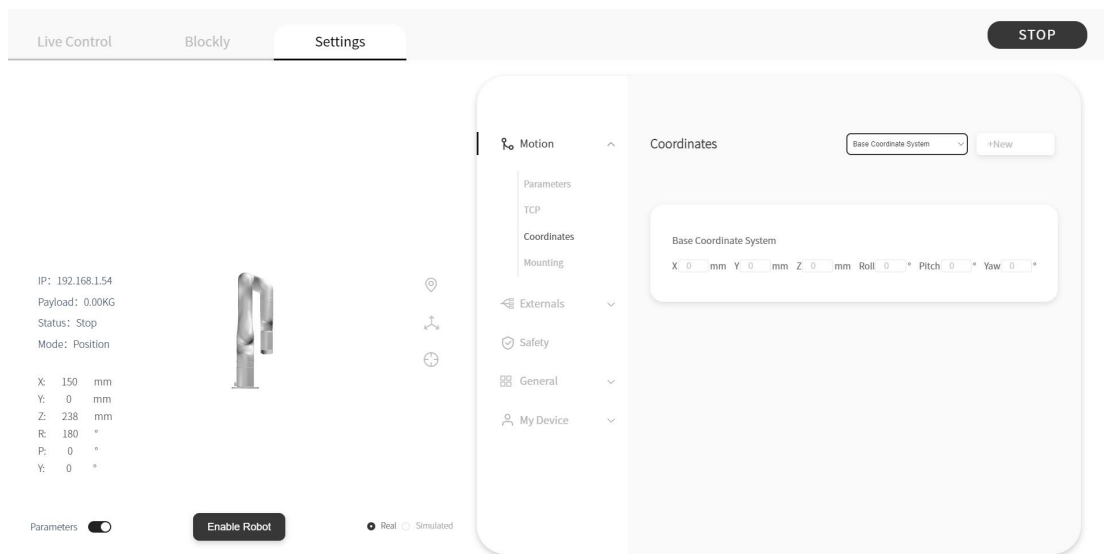 Live Control
Blockly
Settings
STOP
Motion
Parameters
TCP
Coordinates
Mounting
Externals
Safety
General
My Device
Coordinates
Base Coordinate System
+New
Base Coordinate System
X 0 mm Y 0 mm Z 0 mm Roll 0 ° Pitch 0 ° Yaw 0 °
IP: 192.168.1.54
Payload: 0.00KG
Status: Stop
Mode: Position
X: 150 mm
Y: 0 mm
Z: 238 mm
R: 180 °
P: 0 °
Y: 0 °
Parameters
Enable Robot
Real
Simulated